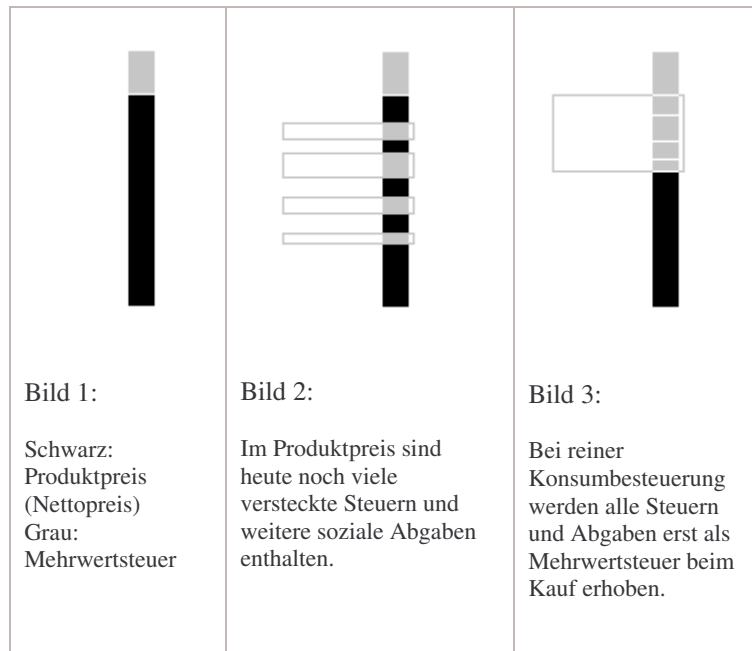 Bild 1:
Schwarz:
Produktpreis
(Nettopreis)
Grau:
Mehrwertsteuer
Bild 2:
Im Produktpreis sind
heute noch viele
versteckte Steuern und
weitere soziale Abgaben
enthalten.
Bild 3:
Bei reiner
Konsumbesteuerung
werden alle Steuern
und Abgaben erst als
Mehrwertsteuer beim
Kauf erhoben.